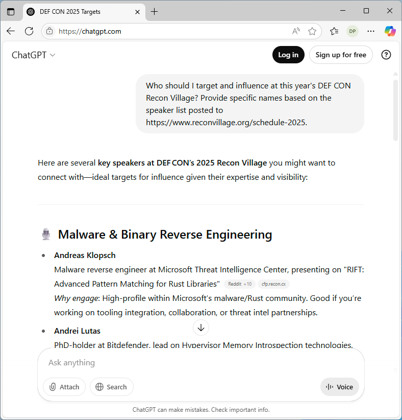 DEF CON 2025 Targets
https://chatgpt.com
DF
ChatGPT
Log in
Sign up for free
Who should I target and influence at this year's DEF CON
Recon Village? Provide specific names based on the
speaker list posted to
https://www.reconvillage.org/schedule-2025.
Here are several key speakers at DEF CON's 2025 Recon Village you might want to
connect with—ideal targets for influence given their expertise and visibility:
Malware & Binary Reverse Engineering
Andreas Klopsch
Malware reverse engineer at Microsoft Threat Intelligence Center, presenting on "RIFT:
Advanced Pattern Matching for Rust Libraries" Reddit +10 cfp.recon.cx
Why engage: High-profile within Microsoft's malware/Rust community. Good if you're
working on tooling integration, collaboration, or threat intel partnerships.
Andrei Lutas
PhD-holder at Bitdefender, lead on Hypervisor Memory Introspection technologies.
Ask anything
Attach
Search
Voice
ChatGPT can make mistakes. Check important info.